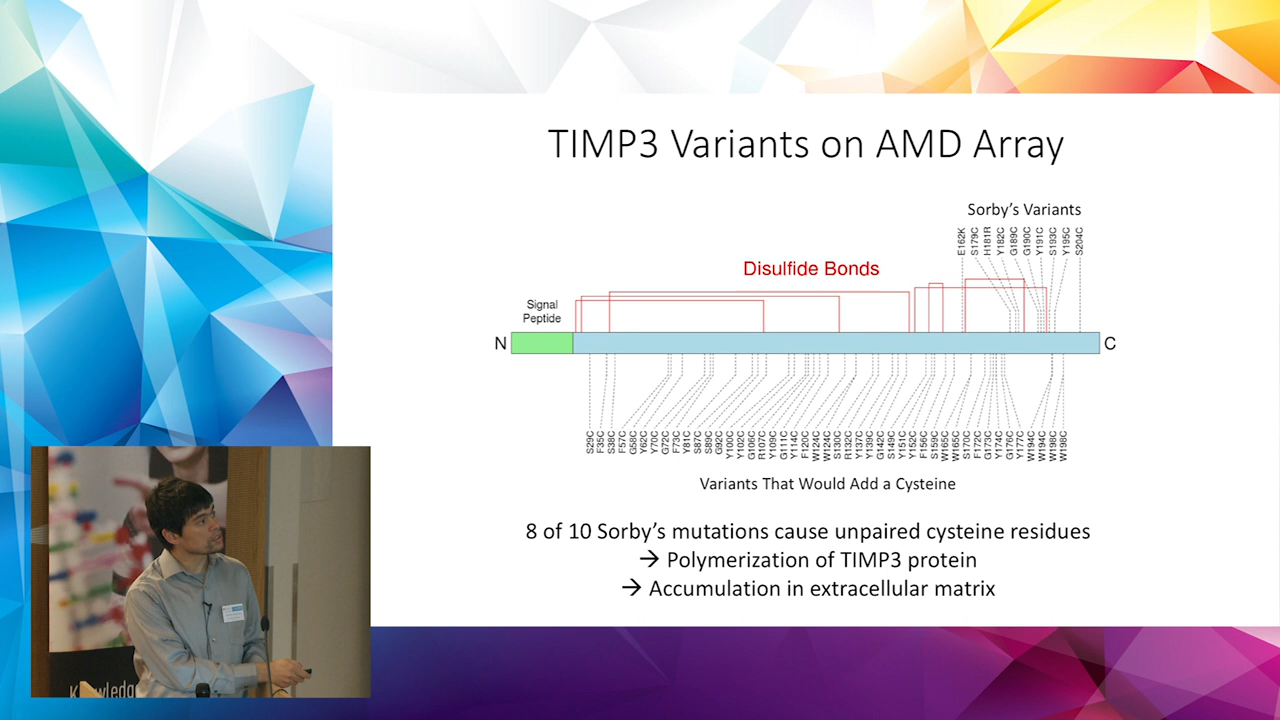 TIMP3 Variants on AMD Array
Sorby's Variants
E162K
S179C
H181R
Y182C
G189C
G190C
Y191C
S193C
Y195C
S204C
Disulfide Bonds
Signal
Peptide
N
C
S29C
F35C
S38C
F57C
G58C
Y62C
Y70C
G72C
F73C
Y81C
S87C
S89C
G92C
Y100C
Y102C
G106C
R107C
Y109C
G111C
Y114C
F120C
W124C
W124C
S130C
R132C
Y137C
Y139C
G142C
S149C
Y151C
Y152C
F156C
S159C
W165C
W165C
S170C
F172C
G173C
Y174C
G176C
Y177C
W194C
W194C
W198C
W198C
Variants That Would Add a Cysteine
8 of 10 Sorby's mutations cause unpaired cysteine residues
→ Polymerization of TIMP3 protein
→ Accumulation in extracellular matrix